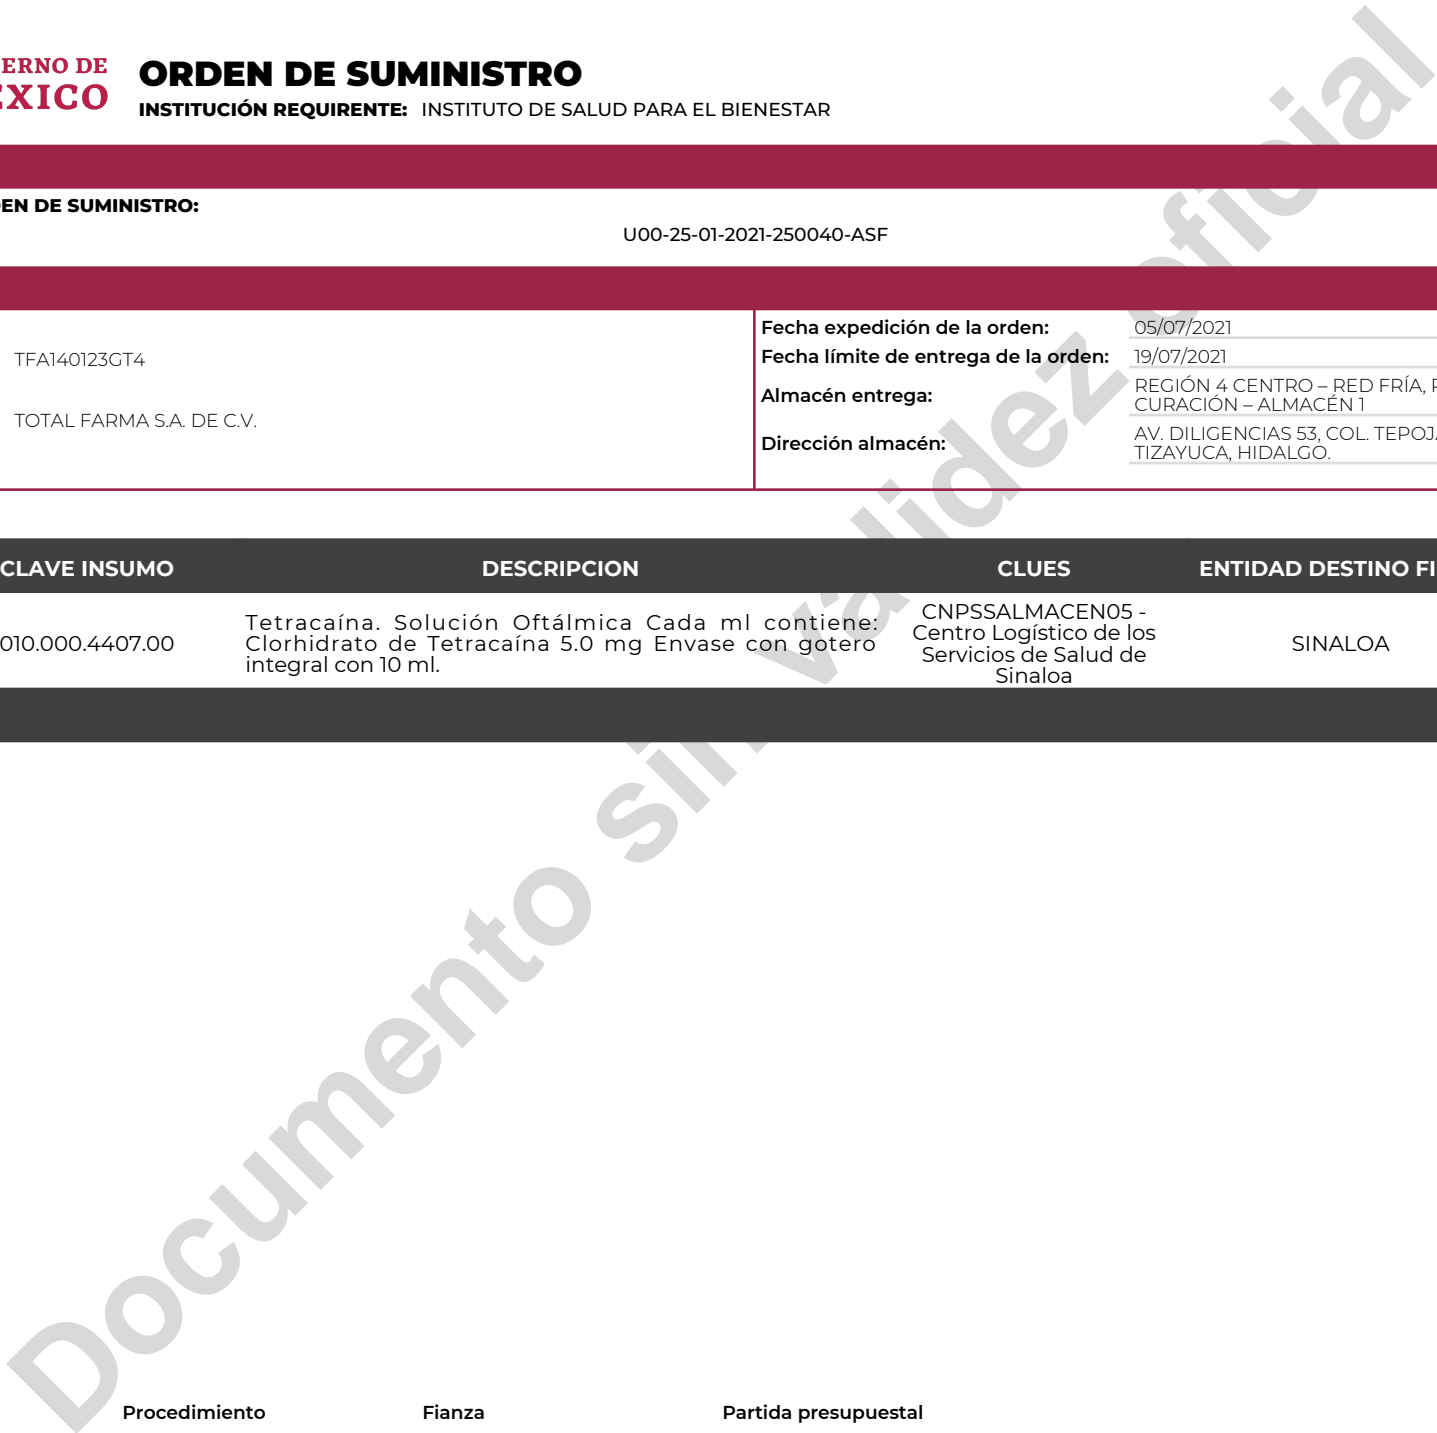 ERNO DE
ÉXICO
ORDEN DE SUMINISTRO
INSTITUCIÓN REQUIRENTE: INSTITUTO DE SALUD PARA EL BIENESTAR
EN DE SUMINISTRO:
U00-25-01-2021-250040-ASF
TFA140123GT4
TOTAL FARMA S.A. DE C.V.
Fecha expedición de la orden: 05/07/2021
Fecha límite de entrega de la orden: 19/07/2021
Almacén entrega: REGIÓN 4 CENTRO – RED FRÍA,
CURACIÓN – ALMACÉN 1
Dirección almacén: AV. DILIGENCIAS 53, COL. TEPOJ
TIZAYUCA, HIDALGO.
CLAVE INSUMO DESCRIPCION CLUES ENTIDAD DESTINO FI
010.000.4407.00
Tetracaína. Solución Oftálmica Cada ml contiene:
Clorhidrato de Tetracaína 5.0 mg Envase con gotero
integral con 10 ml.
CNPSSALMACEN05 -
Centro Logístico de los
Servicios de Salud de
Sinaloa
SINALOA
Documento sin validez oficial
Procedimiento Fianza Partida presupuestal